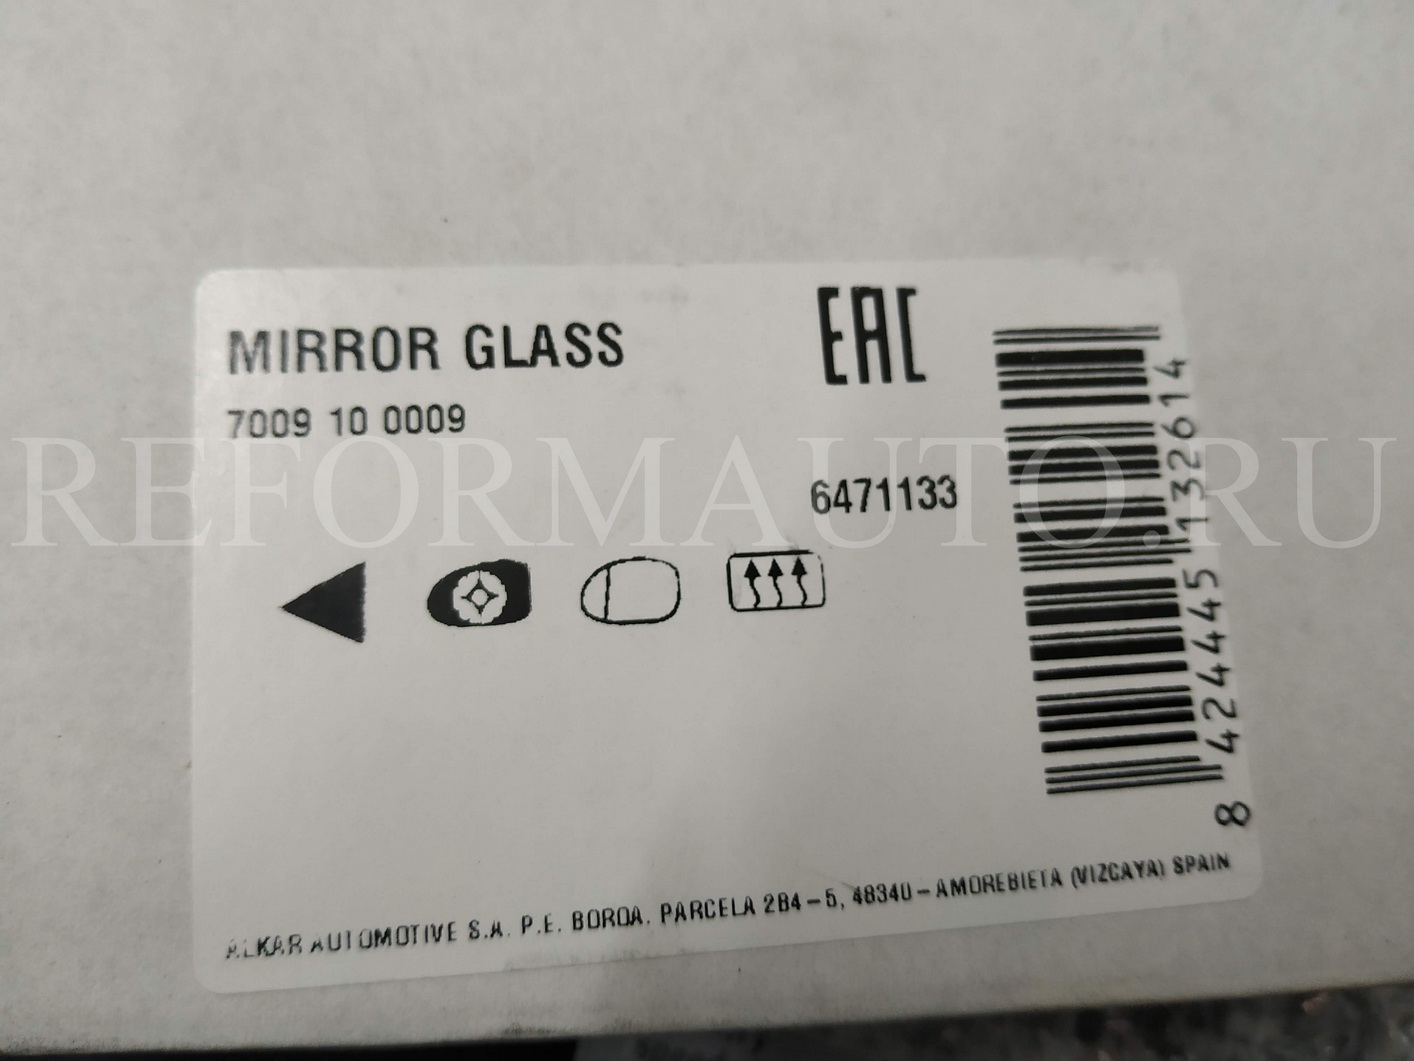 MIRROR GLASS
EAC
7009 10 0009
REFORMAUTO.RU
6471133
8 424445 132614
ALKAR AUTOMOTIVE S.A. P.E. BOROA. PARCELA 2B4-5, 48340-AMOREBIETA (VIZCAYA) SPAIN